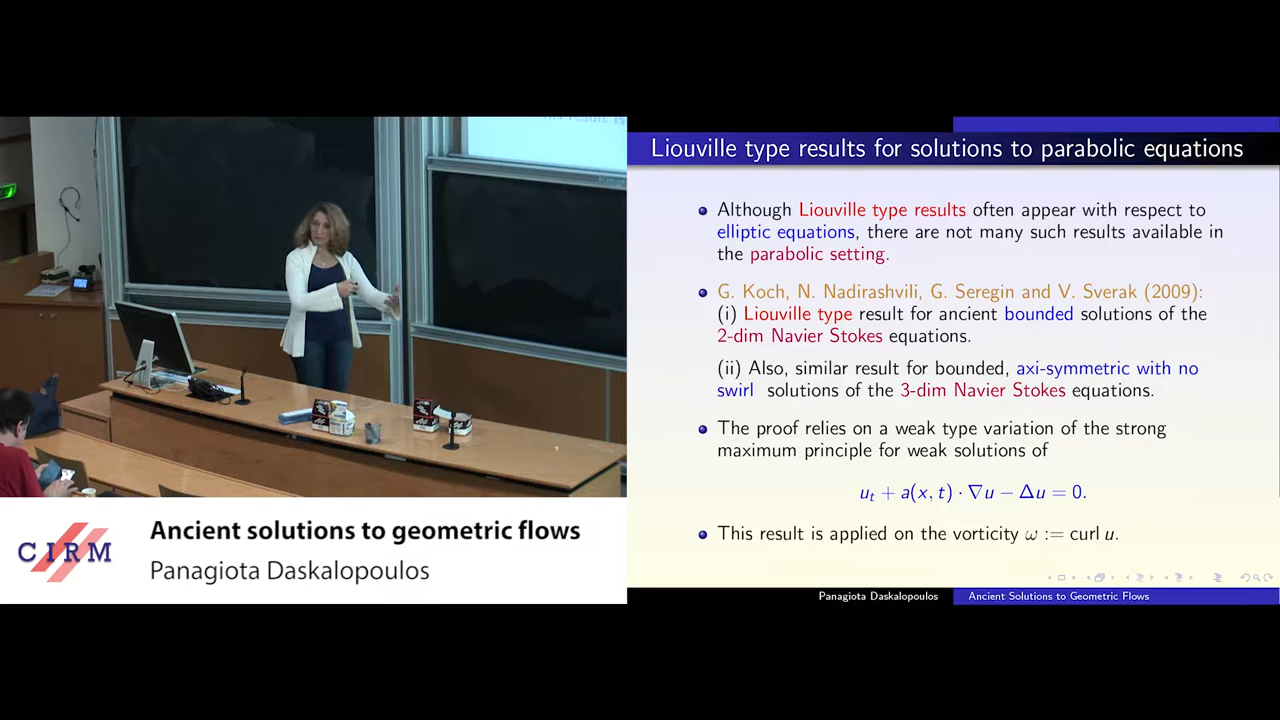 This result is
CIRM
Ancient solutions to geometric flows
Panagiota Daskalopoulos
Liouville type results for solutions to parabolic equations
Although Liouville type results often appear with respect to
elliptic equations, there are not many such results available in
the parabolic setting.
G. Koch, N. Nadirashvili, G. Seregin and V. Sverak (2009):
(i) Liouville type result for ancient bounded solutions of the
2-dim Navier Stokes equations.
(ii) Also, similar result for bounded, axi-symmetric with no
swirl solutions of the 3-dim Navier Stokes equations.
The proof relies on a weak type variation of the strong
maximum principle for weak solutions of
uₜ + a(x, t) · ∇u − Δu = 0.
This result is applied on the vorticity ω := curl u.
Panagiota Daskalopoulos
Ancient Solutions to Geometric Flows